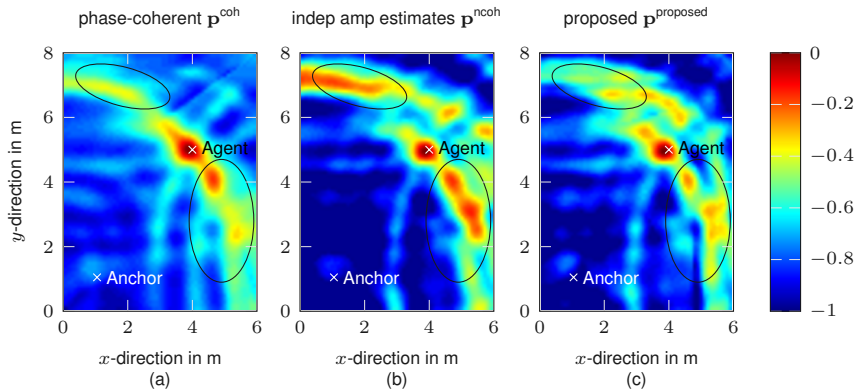 phase-coherent p^coh
indep amp estimates p^ncoh
proposed p^proposed
8
6
4
2
0
y-direction in m
Agent
Anchor
0 2 4 6
x-direction in m
(a)
8
6
4
2
0
Agent
Anchor
0 2 4 6
x-direction in m
(b)
8
6
4
2
0
Agent
Anchor
0 2 4 6
x-direction in m
(c)
0
−0.2
−0.4
−0.6
−0.8
−1